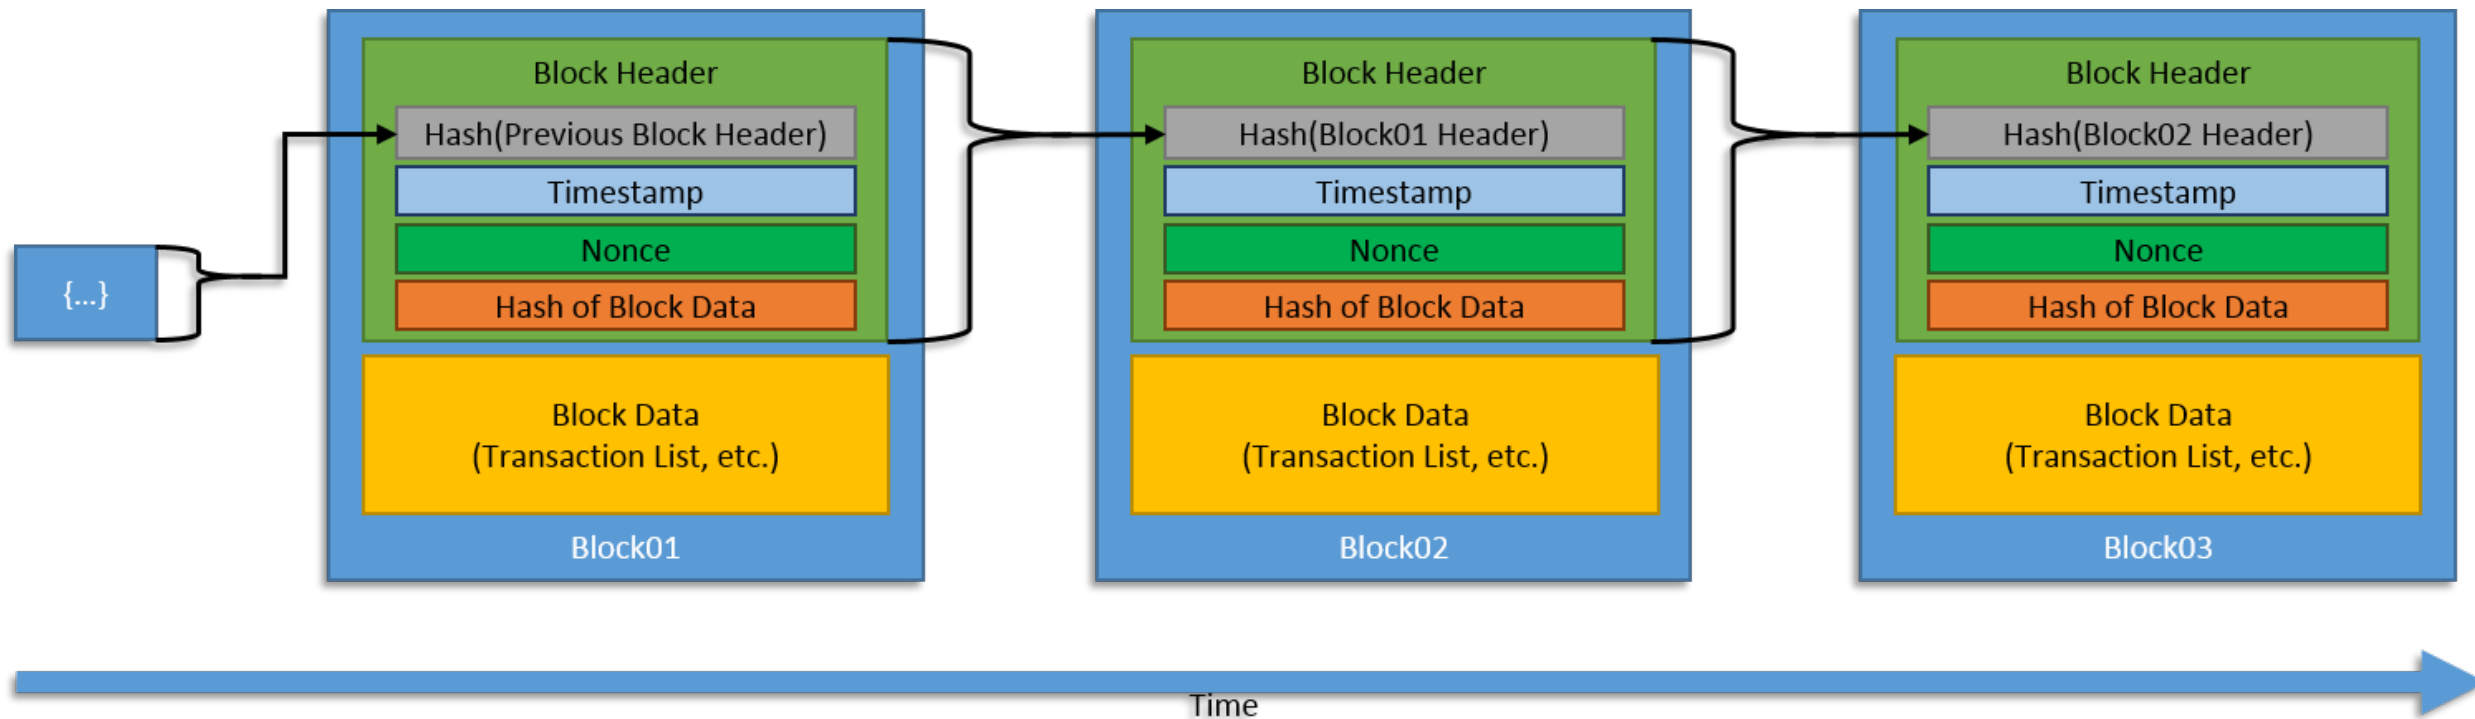 {...}
Block Header
Hash(Previous Block Header)
Timestamp
Nonce
Hash of Block Data
Block Data
(Transaction List, etc.)
Block01
Block Header
Hash(Block01 Header)
Timestamp
Nonce
Hash of Block Data
Block Data
(Transaction List, etc.)
Block02
Block Header
Hash(Block02 Header)
Timestamp
Nonce
Hash of Block Data
Block Data
(Transaction List, etc.)
Block03
Time